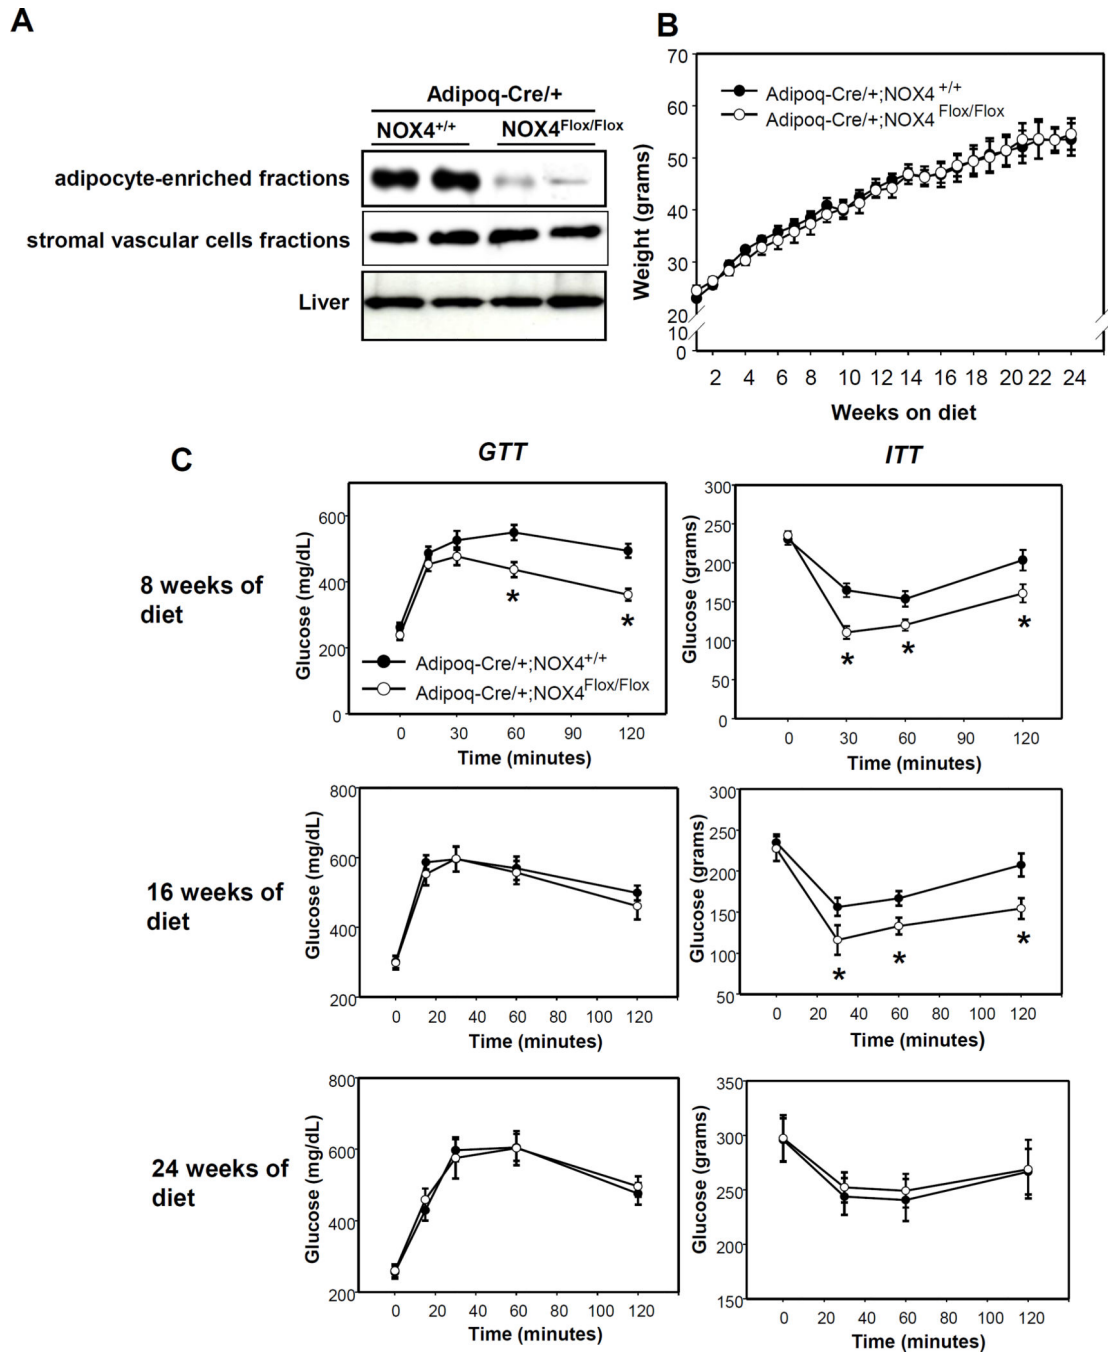 A
B
Adipoq-Cre/+
NOX4+/+ NOX4Flox/Flox
adipocyte-enriched fractions
stromal vascular cells fractions
Liver
Weight (grams)
70
60
50
40
30
20
10
0
Adipoq-Cre/+;NOX4+/+
Adipoq-Cre/+;NOX4Flox/Flox
2 4 6 8 10 12 14 16 18 20 22 24
Weeks on diet
C
GTT
ITT
8 weeks of
diet
Glucose (mg/dL)
600
400
200
0
*
*
Adipoq-Cre/+;NOX4+/+
Adipoq-Cre/+;NOX4Flox/Flox
0 30 60 90 120
Time (minutes)
Glucose (grams)
300
250
200
150
100
50
0
* * *
0 30 60 90 120
Time (minutes)
16 weeks of
diet
Glucose (mg/dL)
800
600
400
200
0 20 40 60 80 100 120
Time (minutes)
Glucose (grams)
300
250
200
150
100
50
* * *
0 20 40 60 80 100 120
Time (minutes)
24 weeks of
diet
Glucose (mg/dL)
800
600
400
200
0 20 40 60 80 100 120
Time (minutes)
Glucose (grams)
350
300
250
200
150
0 20 40 60 80 100 120
Time (minutes)